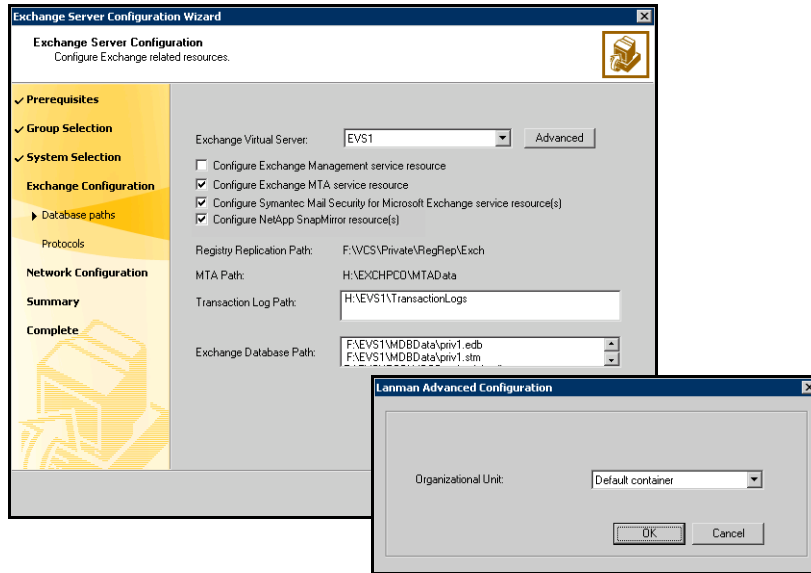 Exchange Server Configuration Wizard
Exchange Server Configuration
Configure Exchange related resources.
Prerequisites
Group Selection
System Selection
Exchange Configuration
Database paths
Protocols
Network Configuration
Summary
Complete
Exchange Virtual Server: EVS1 Advanced
Configure Exchange Management service resource
Configure Exchange MTA service resource
Configure Symantec Mail Security for Microsoft Exchange service resource(s)
Configure NetApp SnapMirror resource(s)
Registry Replication Path: F:\VCS\Private\RegRep\Exch
MTA Path: H:\EXCHPCO\MTAData
Transaction Log Path: H:\EVS1\TransactionLogs
Exchange Database Path: F:\EVS1\MDBData\priv1.edb
F:\EVS1\MDBData\priv1.stm
Lanman Advanced Configuration
Organizational Unit: Default container
OK Cancel